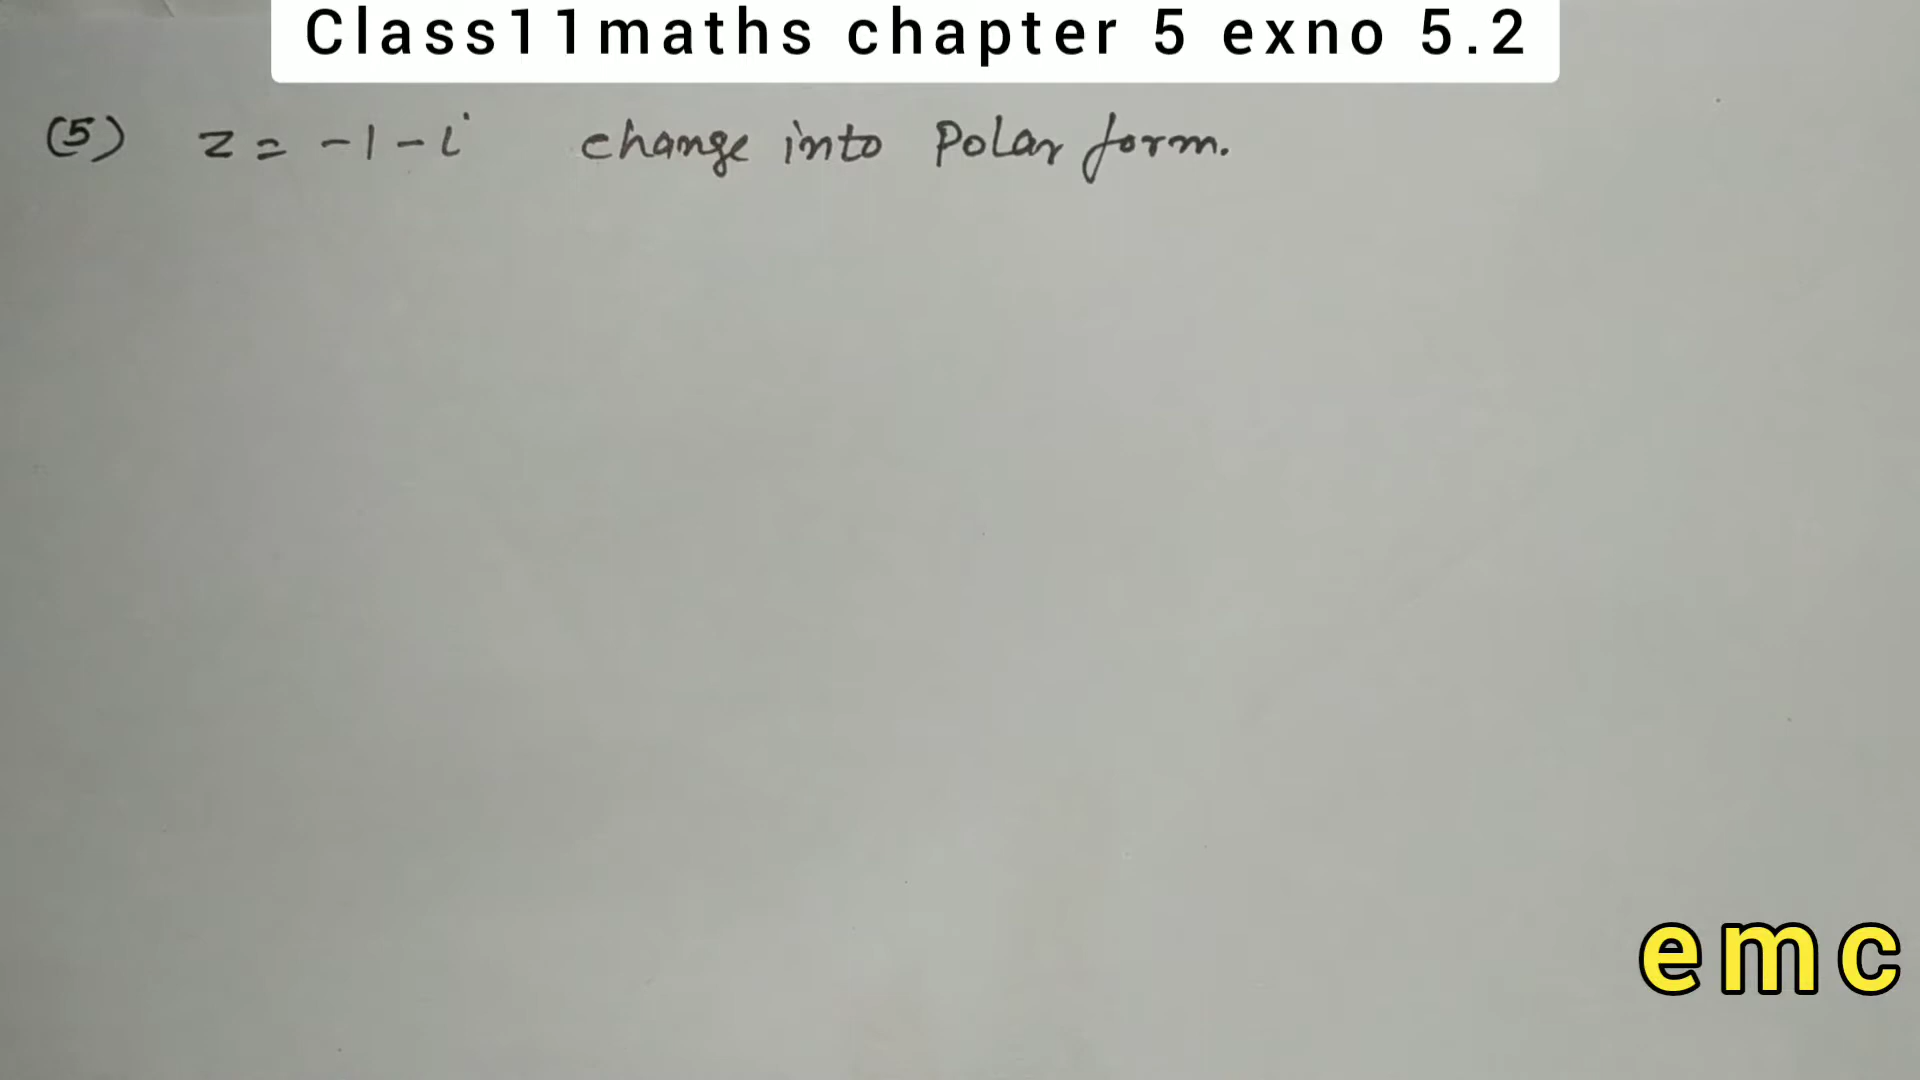 Class11maths chapter 5 exno 5.2
(5) z = -1-i change into Polar form.
emc